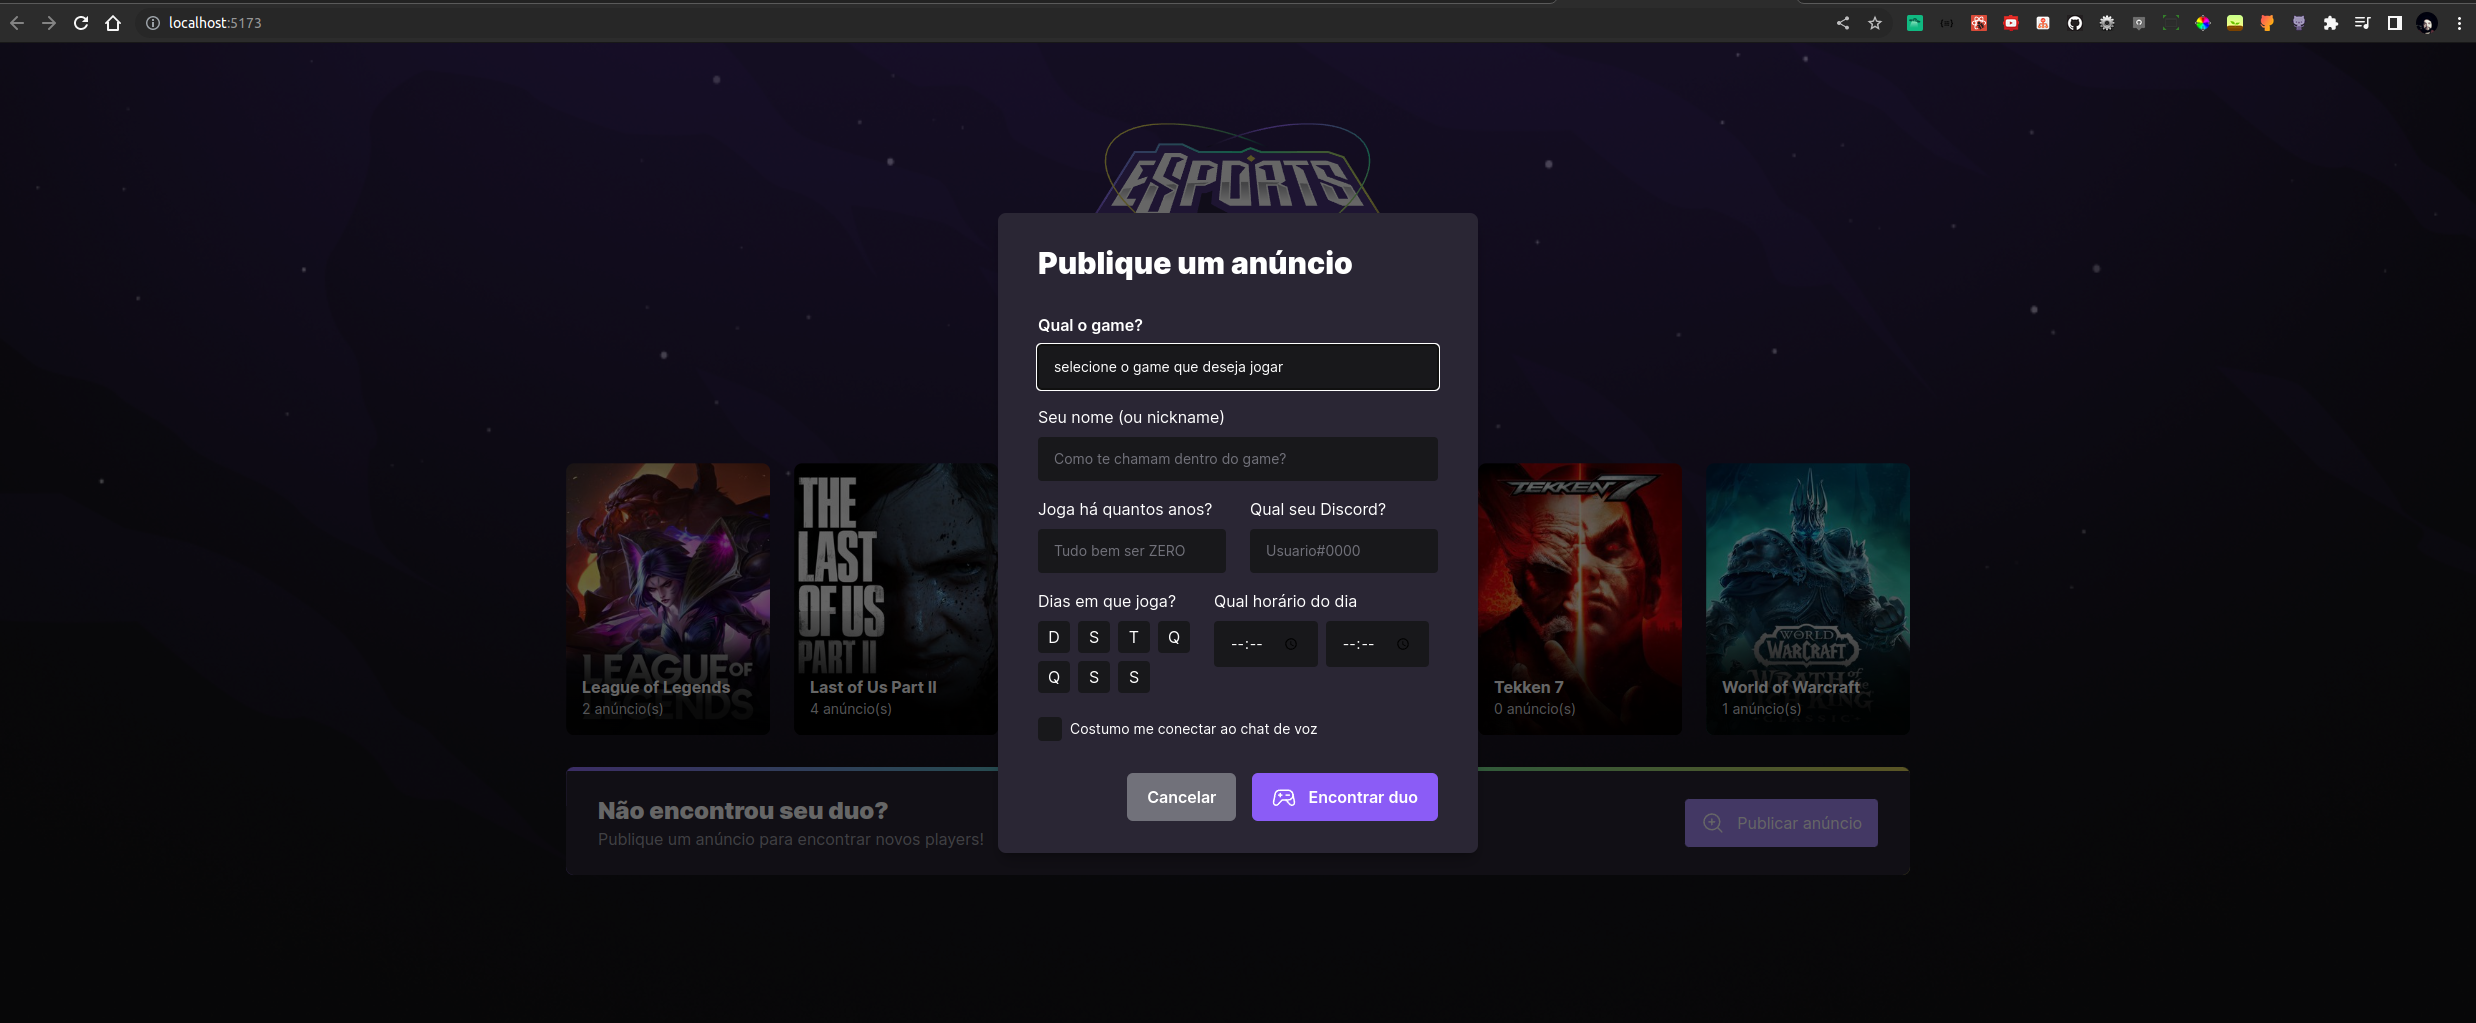 localhost:5173
ESPORTS
Publique um anúncio
Qual o game?
selecione o game que deseja jogar
Seu nome (ou nickname)
Como te chamam dentro do game?
Joga há quantos anos?
Qual seu Discord?
Tudo bem ser ZERO
Usuario#0000
Dias em que joga?
Qual horário do dia
D S T Q
--:--
--:--
Q S S
Costumo me conectar ao chat de voz
Cancelar
Encontrar duo
LEAGUE OF
LEGENDS
League of Legends
2 anúncio(s)
THE
LAST
OF US
PART II
Last of Us Part II
4 anúncio(s)
TEKKEN 7
Tekken 7
0 anúncio(s)
WORLD
OF
WARCRAFT
WRATH of the
KING
CLASSIC
World of Warcraft
1 anúncio(s)
Não encontrou seu duo?
Publique um anúncio para encontrar novos players!
Publicar anúncio